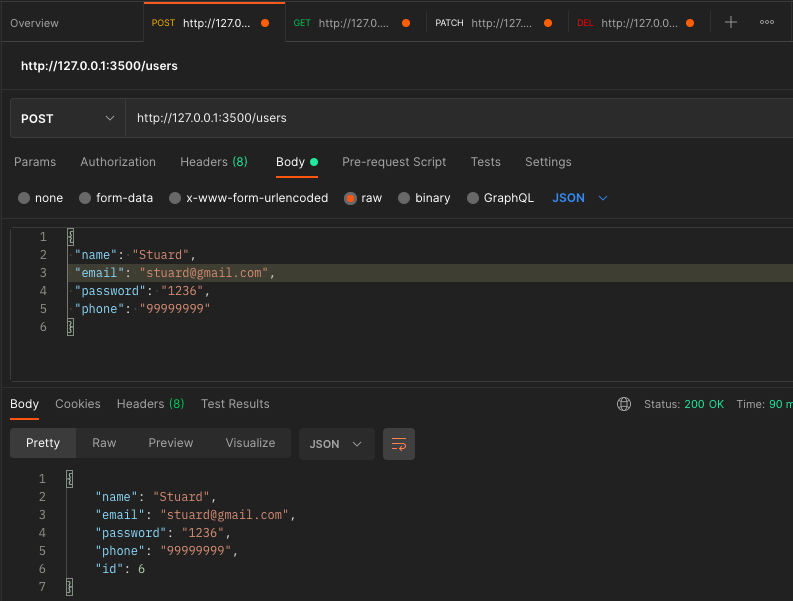 Overview POST http://127.0... GET http://127.0.... PATCH http://127.... DEL http://127.0.0...
http://127.0.0.1:3500/users
POST http://127.0.0.1:3500/users
Params Authorization Headers (8) Body Pre-request Script Tests Settings
none form-data x-www-form-urlencoded raw binary GraphQL JSON
1 {
2 "name": "Stuard",
3 "email": "stuard@gmail.com",
4 "password": "1236",
5 "phone": "99999999"
6 }
Body Cookies Headers (8) Test Results Status: 200 OK Time: 90 m
Pretty Raw Preview Visualize JSON
1 {
2 "name": "Stuard",
3 "email": "stuard@gmail.com",
4 "password": "1236",
5 "phone": "99999999",
6 "id": 6
7 }